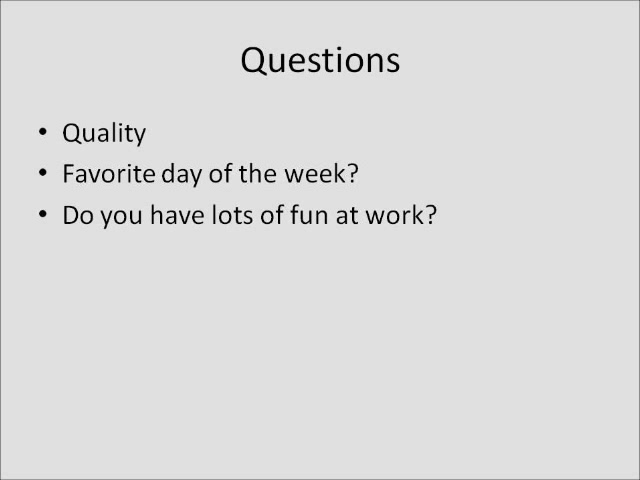 Questions
• Quality
• Favorite day of the week?
• Do you have lots of fun at work?